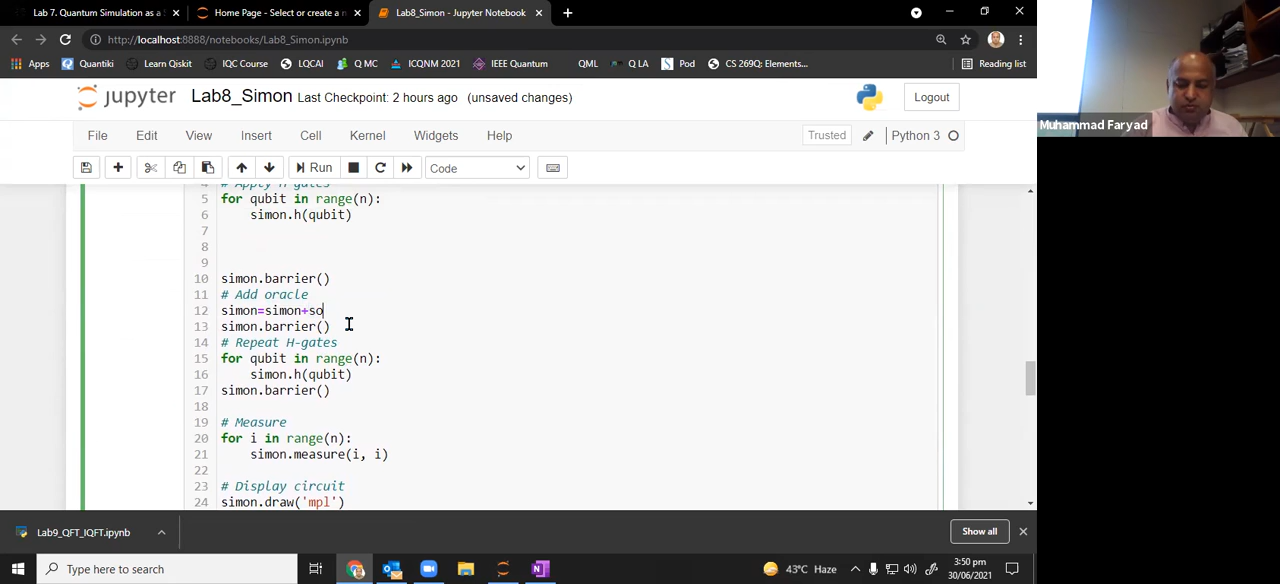 Lab 7. Quantum Simulation as a
Home Page - Select or create a n
Lab8_Simon - Jupyter Notebook
http://localhost:8888/notebooks/Lab8_Simon.ipynb
Apps
Quantiki
Learn Qiskit
IQC Course
LQCAI
Q MC
ICQNM 2021
IEEE Quantum
QML
Q LA
Pod
CS 269Q: Elements...
Reading list
jupyter
Lab8_Simon Last Checkpoint: 2 hours ago (unsaved changes)
Logout
Muhammad Faryad
File
Edit
View
Insert
Cell
Kernel
Widgets
Help
Trusted
Python 3
Run
Code
4 # Apply H-gates
5 for qubit in range(n):
6 simon.h(qubit)
7
8
9
10 simon.barrier()
11 # Add oracle
12 simon=simon+so
13 simon.barrier()
14 # Repeat H-gates
15 for qubit in range(n):
16 simon.h(qubit)
17 simon.barrier()
18
19 # Measure
20 for i in range(n):
21 simon.measure(i, i)
22
23 # Display circuit
24 simon.draw('mpl')
Lab9_QFT_IQFT.ipynb
Show all
Type here to search
43°C Haze
3:50 pm
30/06/2021